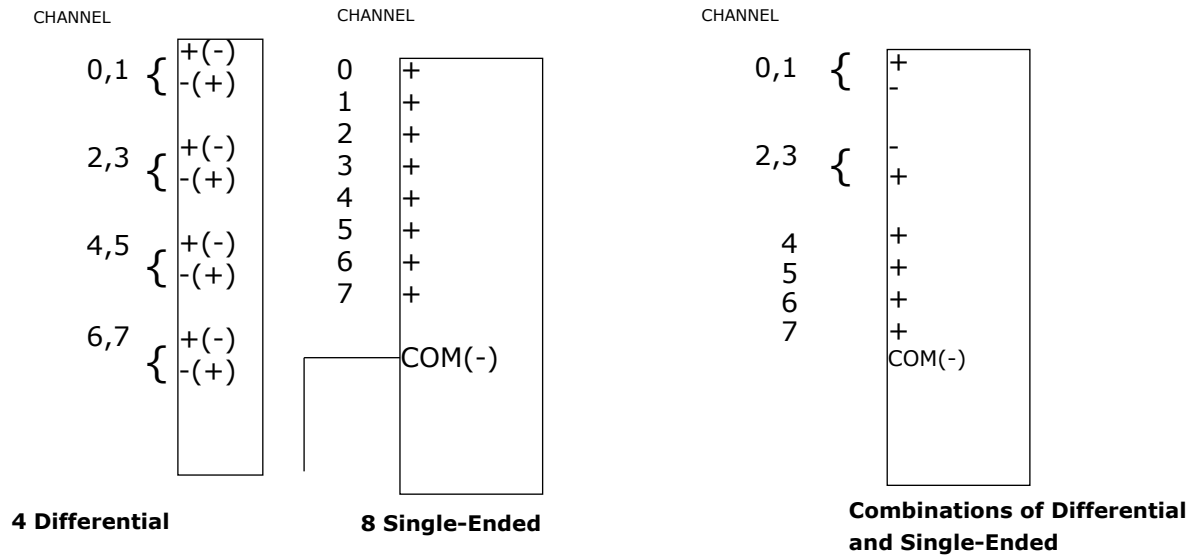 CHANNEL
0,1 { +(-)
-(+)
2,3 { +(-)
-(+)
4,5 { +(-)
-(+)
6,7 { +(-)
-(+)
4 Differential
CHANNEL
0 +
1 +
2 +
3 +
4 +
5 +
6 +
7 +
COM(-)
8 Single-Ended
CHANNEL
0,1 { +
-
2,3 { -
+
4 +
5 +
6 +
7 +
COM(-)
Combinations of Differential
and Single-Ended